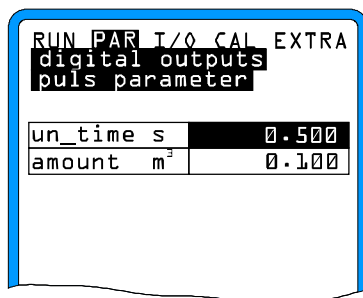 RUN PAR I/O CAL EXTRA
digital outputs
puls parameter
un_time s 0.500
amount m³ 0.100